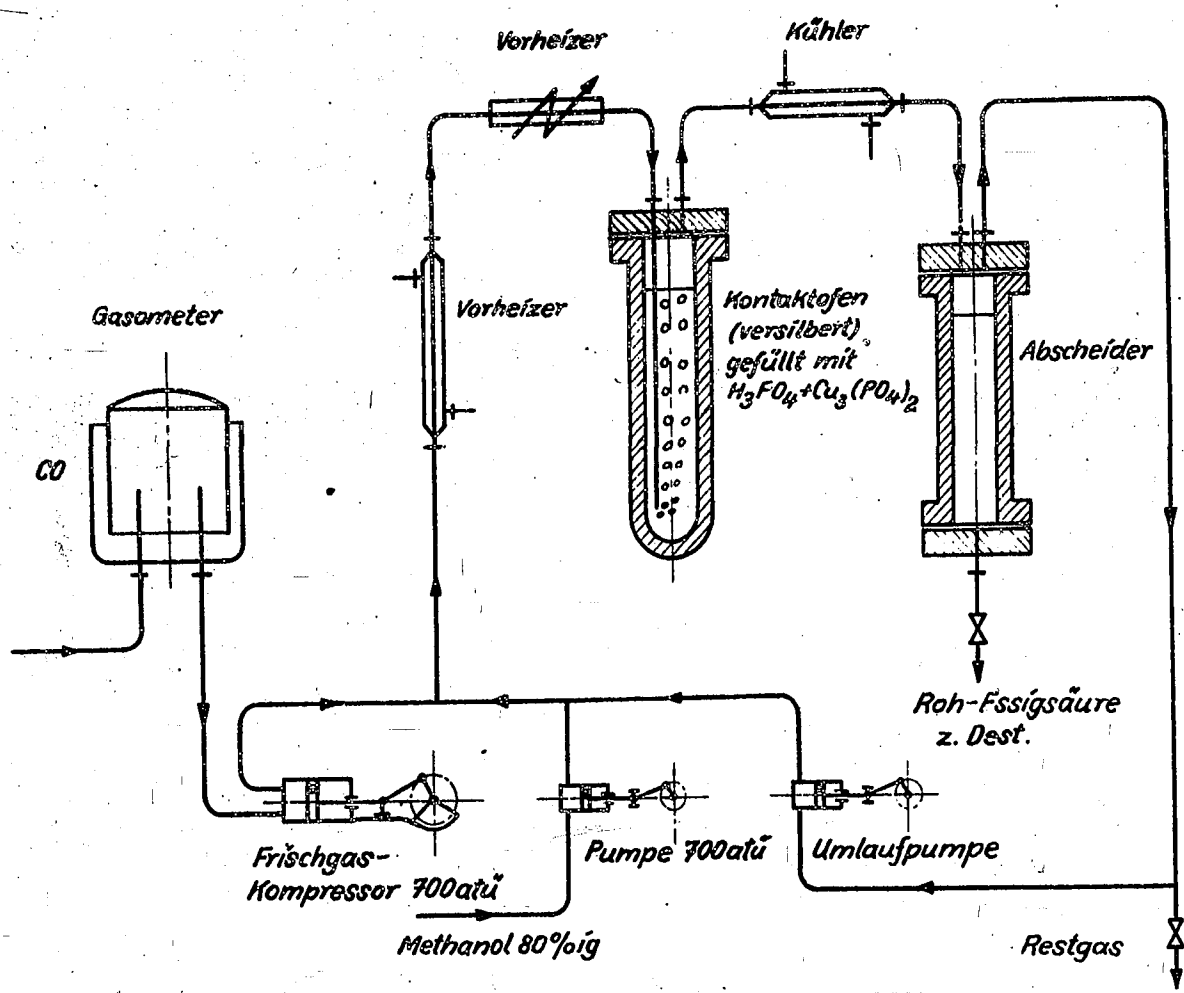 Vorheizer
Kühler
Gasometer
Vorheizer
Kontaktofen
(versilbert)
gefüllt mit
H₃PO₄+Cu₃(PO₄)₂
Abscheider
CO
Roh-Essigsäure
z. Dest.
Frischgas-
Kompressor 700atü
Pumpe 700atü
Umlaufpumpe
Methanol 80%ig
Restgas